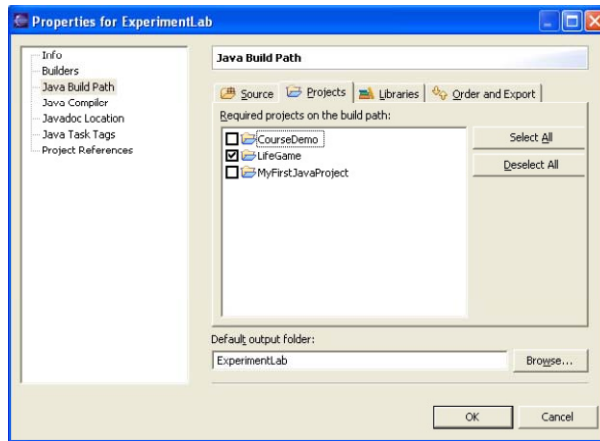 Properties for ExperimentLab
Info
Builders
Java Build Path
Java Compiler
Javadoc Location
Java Task Tags
Project References
Java Build Path
Source
Projects
Libraries
Order and Export
Required projects on the build path:
CourseDemo
LifeGame
MyFirstJavaProject
Select All
Deselect All
Default output folder:
ExperimentLab
Browse...
OK
Cancel